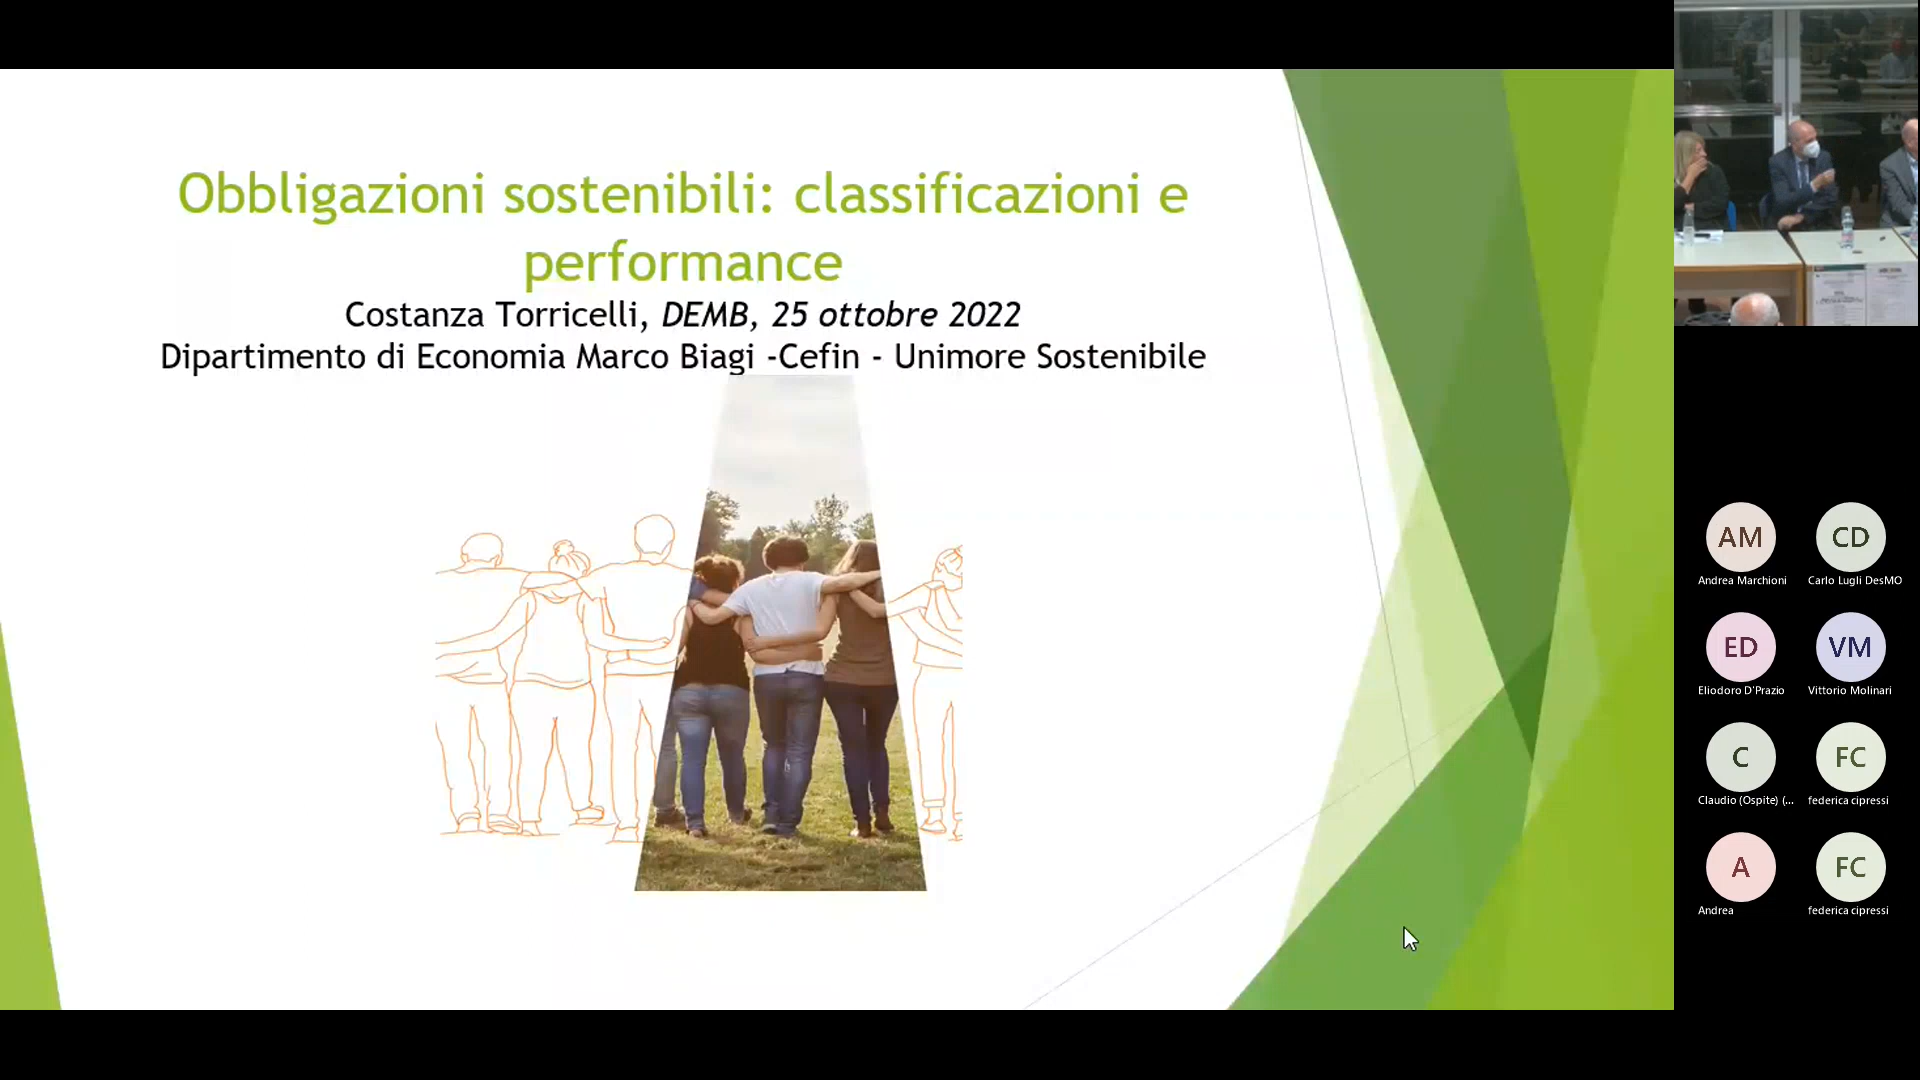 Obbligazioni sostenibili: classificazioni e
performance
Costanza Torricelli, DEMB, 25 ottobre 2022
Dipartimento di Economia Marco Biagi -Cefin - Unimore Sostenibile
AM
Andrea Marchioni
CD
Carlo Lugli DesMO
ED
Eliodoro D'Prazio
VM
Vittorio Molinari
C
Claudio (Ospite) (...
FC
federica cipressi
A
Andrea
FC
federica cipressi